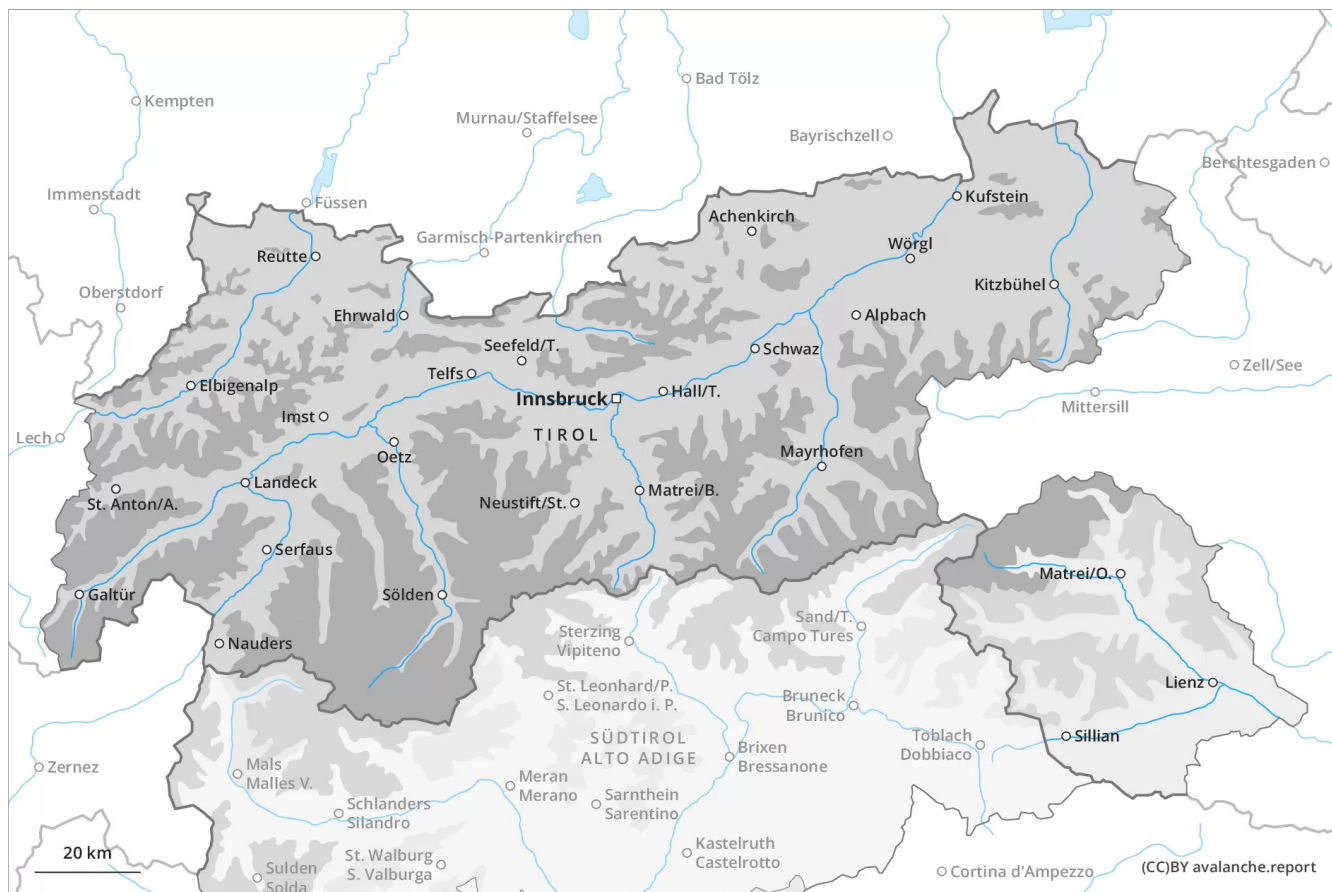 Bad Tölz
Kempten
Murnau/Staffelsee
Bayrischzell
Berchtesgaden
Immenstadt
Füssen
Kufstein
Achenkirch
Garmisch-Partenkirchen
Wörgl
Reutte
Kitzbühel
Oberstdorf
Ehrwald
Alpbach
Seefeld/T.
Schwaz
Zell/See
Telfs
Elbigenalp
Hall/T.
Innsbruck
Mittersill
Imst
TIROL
Lech
Oetz
Mayrhofen
Landeck
Matrei/B.
St. Anton/A.
Neustift/St.
Serfaus
Matrei/O.
Galtür
Sölden
Sand/T.
Campo Tures
Sterzing
Vipiteno
Nauders
Lienz
St. Leonhard/P.
S. Leonardo i. P.
Bruneck
Brunico
Sillian
SÜDTIROL
ALTO ADIGE
Toblach
Dobbiaco
Brixen
Bressanone
Zernez
Mals
Malles V.
Meran
Merano
Sarnthein
Sarentino
Schlanders
Silandro
Kastelruth
Castelrotto
20 km
St. Walburg
S. Valburga
(CC)BY avalanche.report
Sulden
Solda
Cortina d'Ampezzo